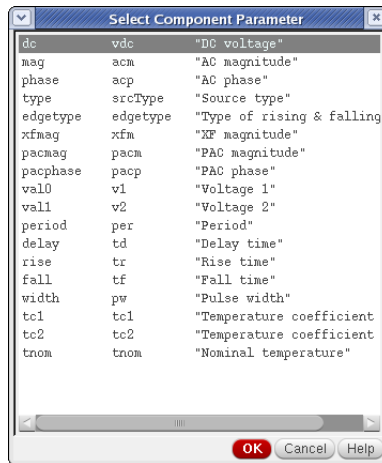 Select Component Parameter
dc vdc "DC voltage"
mag acm "AC magnitude"
phase acp "AC phase"
type srcType "Source type"
edgetype edgetype "Type of rising & falling
xfmag xfm "XF magnitude"
pacmag pacm "PAC magnitude"
pacphase pacp "PAC phase"
val0 v1 "Voltage 1"
val1 v2 "Voltage 2"
period per "Period"
delay td "Delay time"
rise tr "Rise time"
fall tf "Fall time"
width pw "Pulse width"
tc1 tc1 "Temperature coefficient
tc2 tc2 "Temperature coefficient
tnom tnom "Nominal temperature"
OK Cancel Help